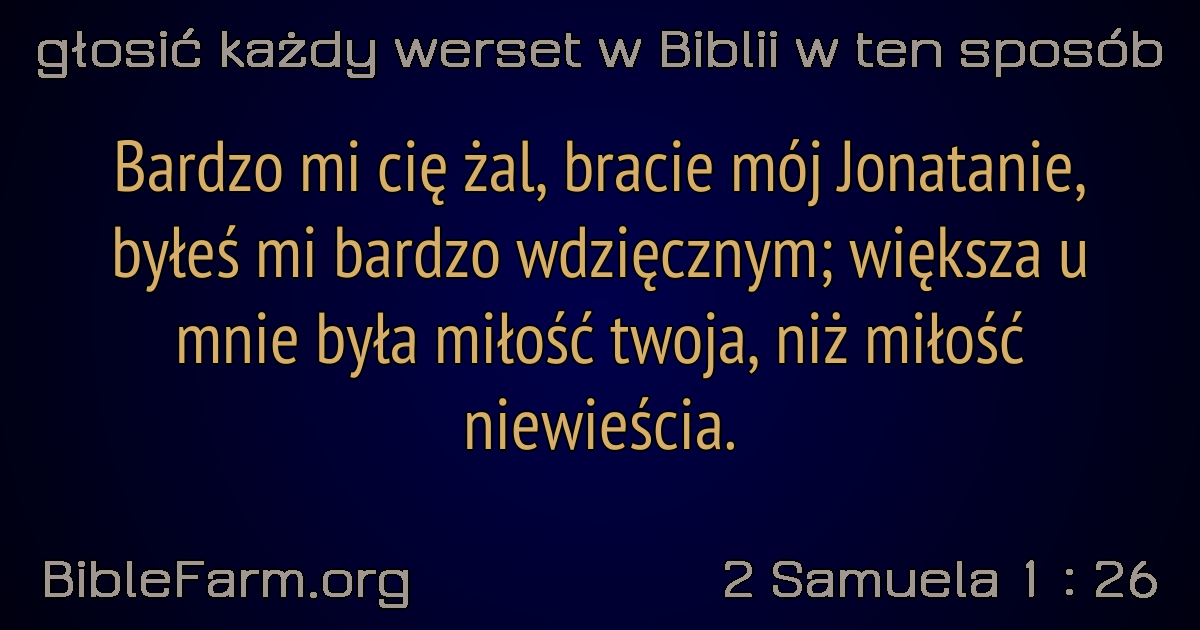 głosić każdy werset w Biblii w ten sposób
Bardzo mi cię żal, bracie mój Jonatanie,
byłeś mi bardzo wdzięcznym; większa u
mnie była miłość twoja, niż miłość
niewieścia.
BibleFarm.org
2 Samuela 1 : 26